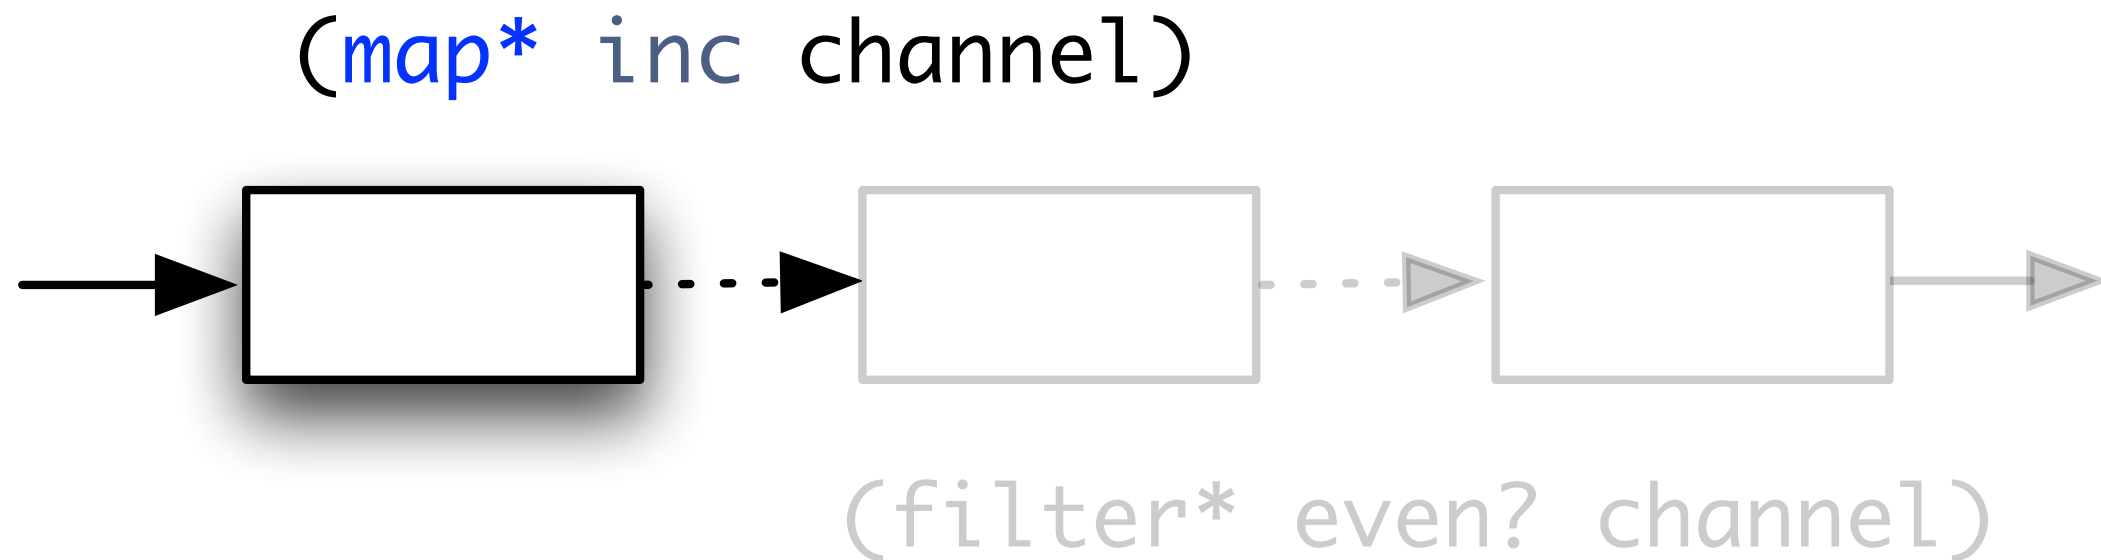 (map* inc channel)
(filter* even? channel)